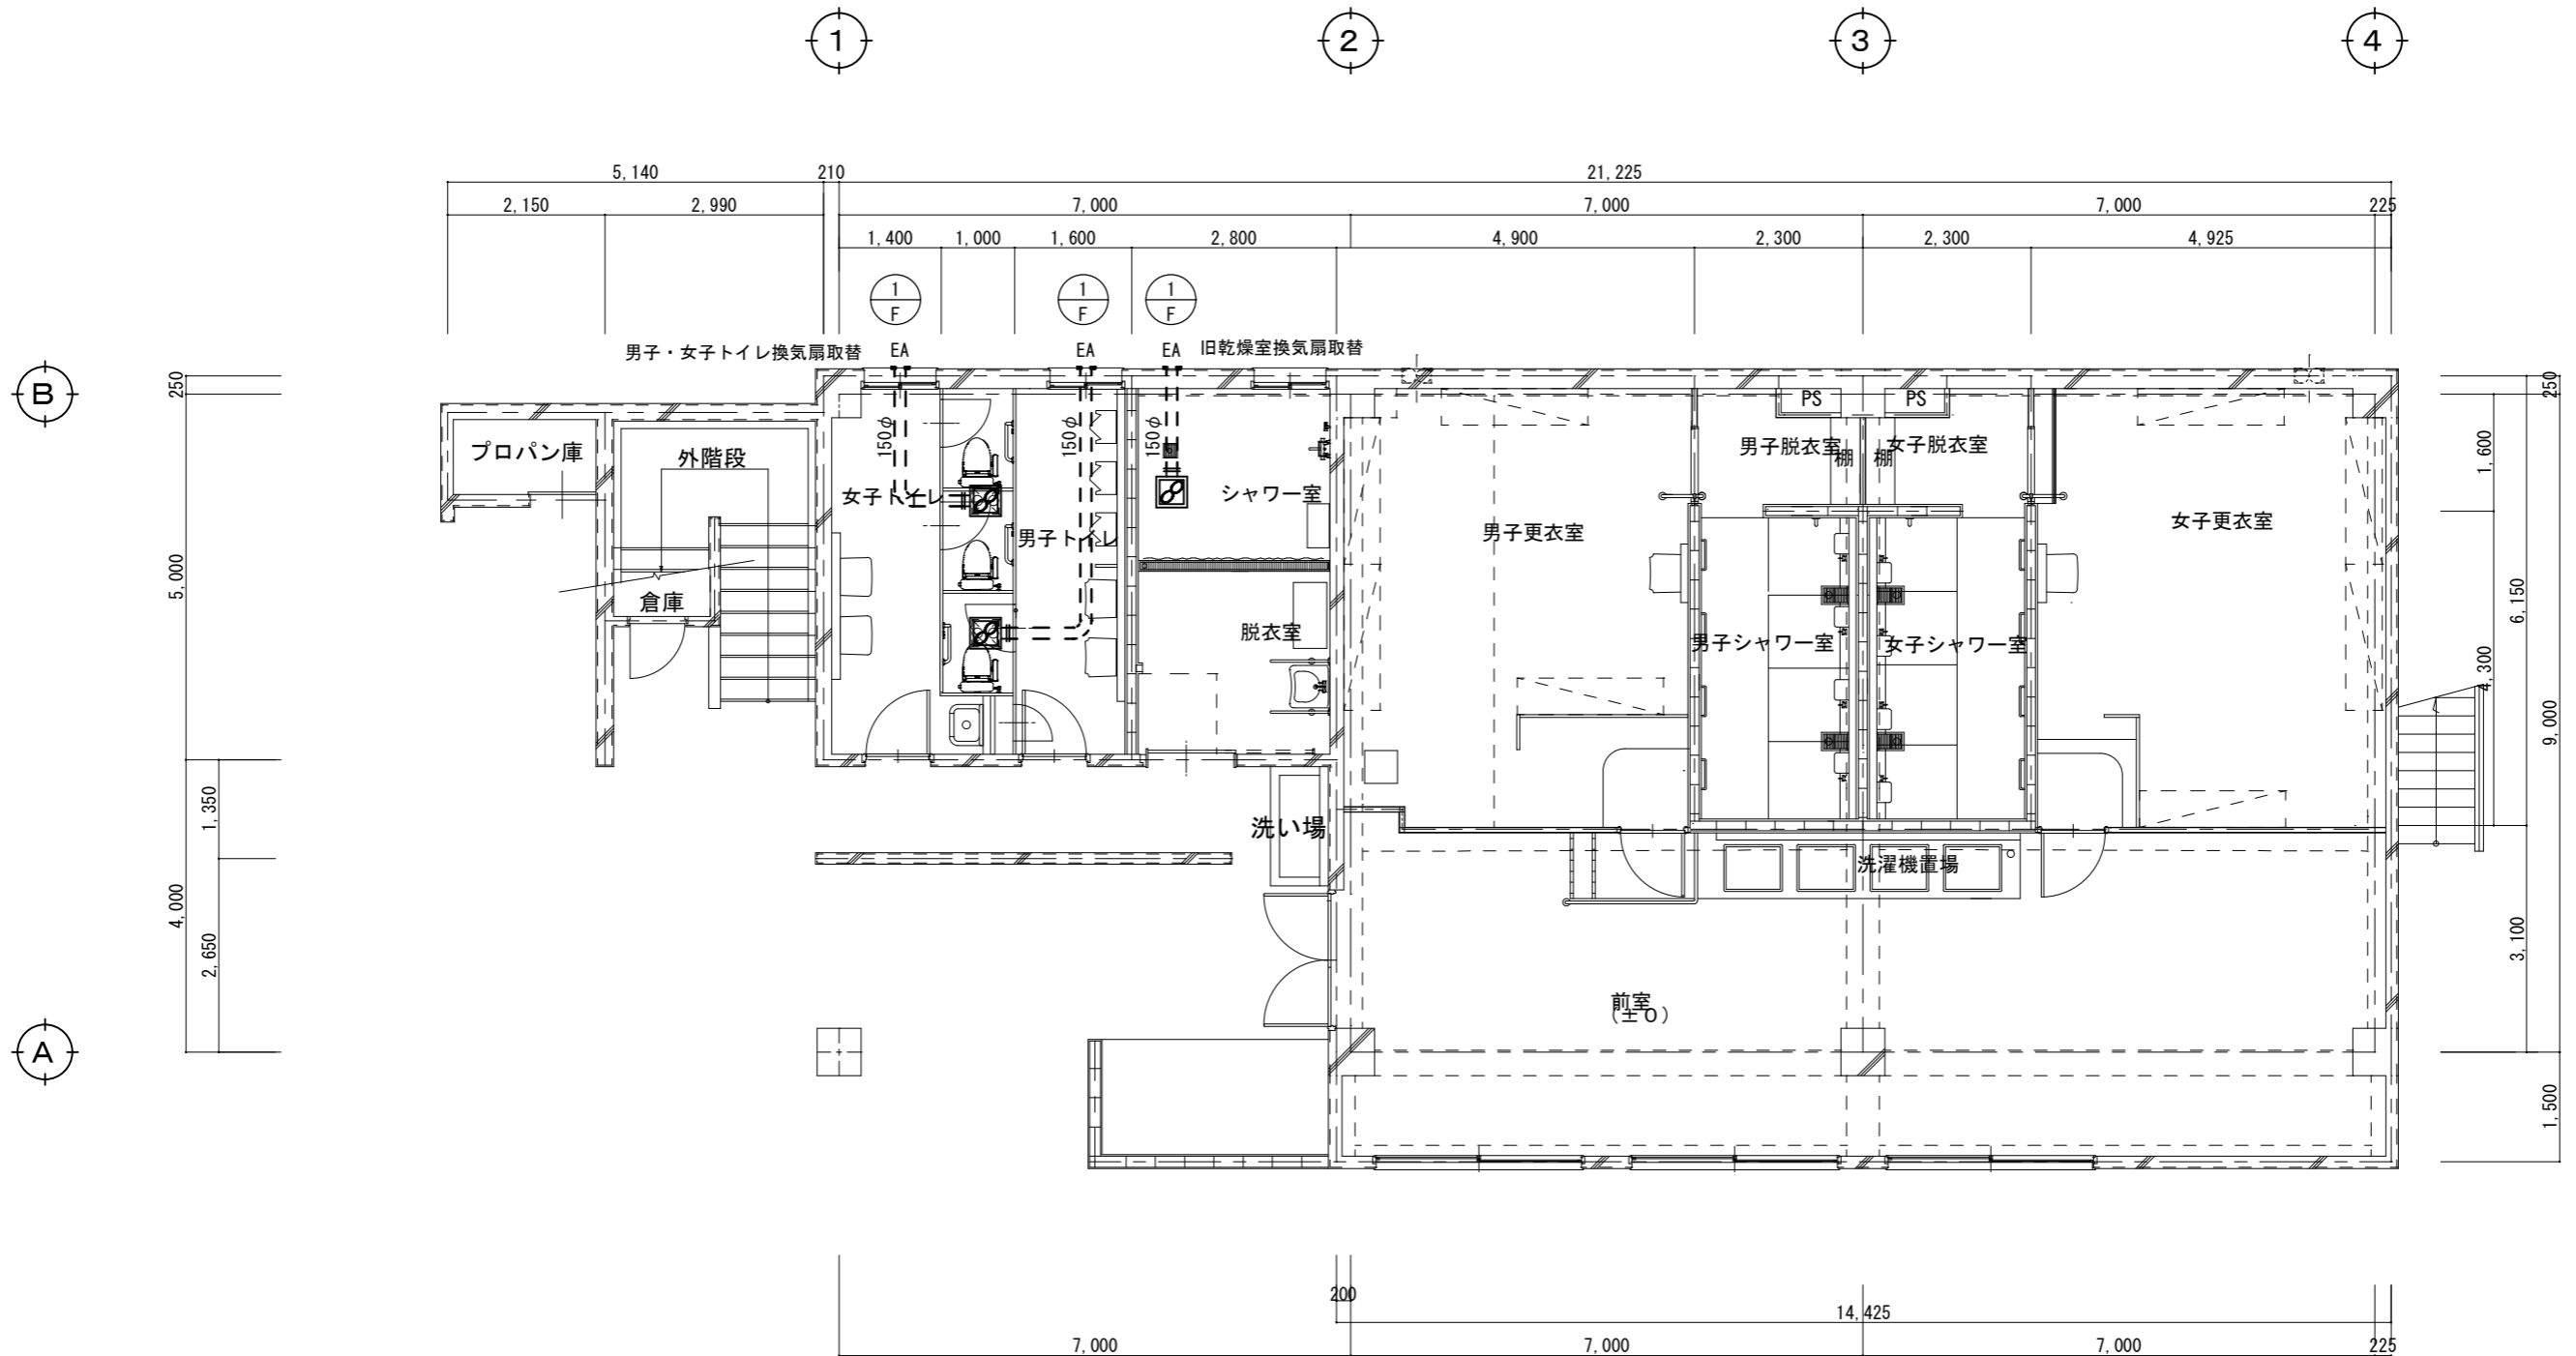 1
2
3
4
5,140
210
21,225
2,150
2,990
7,000
7,000
7,000
225
1,400
1,000
1,600
2,800
4,900
2,300
2,300
4,925
1
F
1
F
1
F
男子・女子トイレ換気扇取替
EA
EA
EA
旧乾燥室換気扇取替
B
250
250
プロパン庫
外階段
150φ
150φ
150φ
PS
PS
男子脱衣室
女子脱衣室
棚
棚
1,600
女子トイレ
シャワー室
男子トイレ
男子更衣室
女子更衣室
5,000
倉庫
脱衣室
男子シャワー室
女子シャワー室
6,150
4,300
9,000
1,350
洗い場
洗濯機置場
4,000
2,650
3,100
前室
(±0)
A
1,500
200
14,425
7,000
7,000
7,000
225